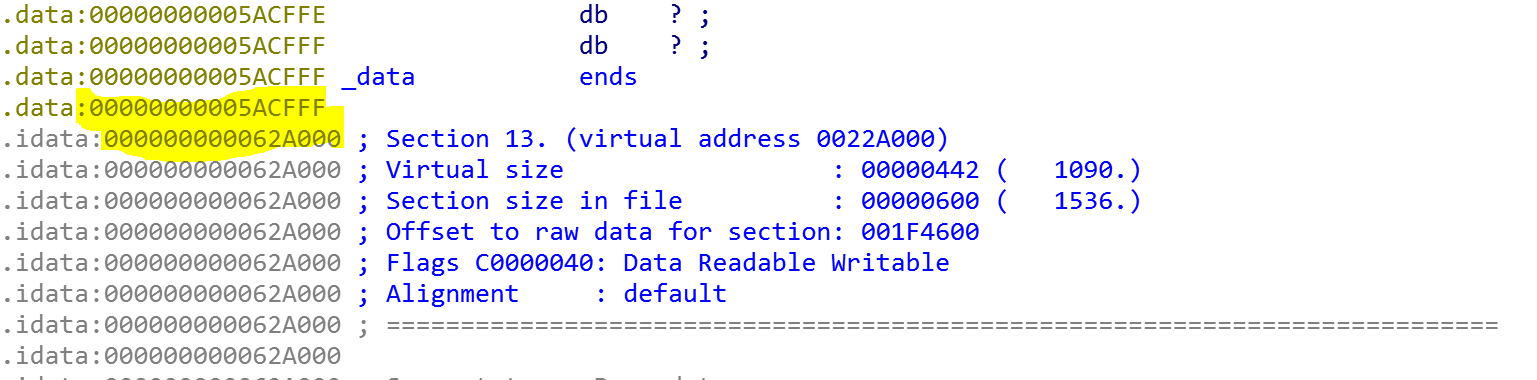 .data:00000000005ACFFE db ? ;
.data:00000000005ACFFF db ? ;
.data:00000000005ACFFF _data ends
.data:00000000005ACFFF
.idata:000000000062A000 ; Section 13. (virtual address 0022A000)
.idata:000000000062A000 ; Virtual size : 00000442 ( 1090.)
.idata:000000000062A000 ; Section size in file : 00000600 ( 1536.)
.idata:000000000062A000 ; Offset to raw data for section: 001F4600
.idata:000000000062A000 ; Flags C0000040: Data Readable Writable
.idata:000000000062A000 ; Alignment : default
.idata:000000000062A000 ; ===========================================================================
.idata:000000000062A000